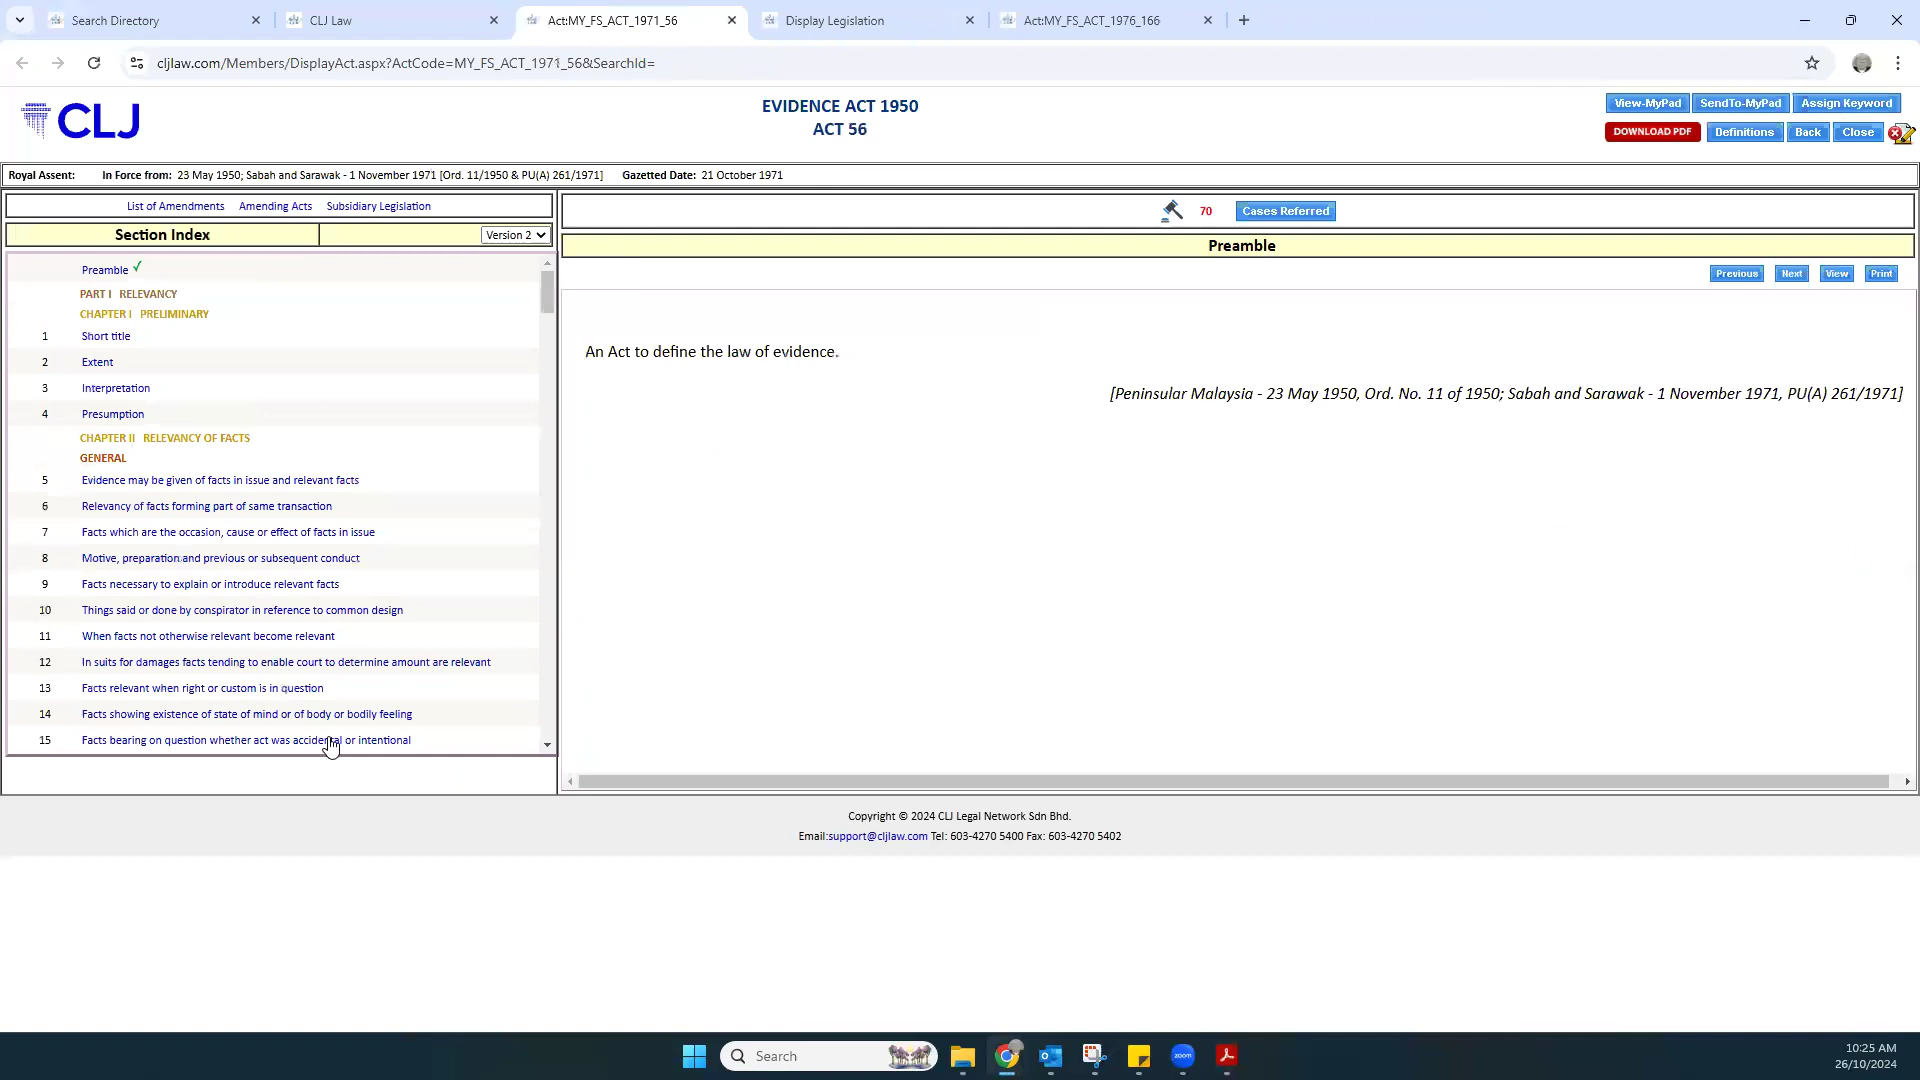 Search Directory
CLJ Law
Act:MY_FS_ACT_1971_56
Display Legislation
Act:MY_FS_ACT_1976_166
cljlaw.com/Members/DisplayAct.aspx?ActCode=MY_FS_ACT_1971_56&SearchId=
CLJ
EVIDENCE ACT 1950
ACT 56
View-MyPad SendTo-MyPad Assign Keyword
DOWNLOAD PDF Definitions Back Close
Royal Assent: In Force from: 23 May 1950; Sabah and Sarawak - 1 November 1971 [Ord. 11/1950 & PU(A) 261/1971] Gazetted Date: 21 October 1971
List of Amendments Amending Acts Subsidiary Legislation
Section Index Version 2
Preamble
PART I RELEVANCY
CHAPTER I PRELIMINARY
1 Short title
2 Extent
3 Interpretation
4 Presumption
CHAPTER II RELEVANCY OF FACTS
GENERAL
5 Evidence may be given of facts in issue and relevant facts
6 Relevancy of facts forming part of same transaction
7 Facts which are the occasion, cause or effect of facts in issue
8 Motive, preparation and previous or subsequent conduct
9 Facts necessary to explain or introduce relevant facts
10 Things said or done by conspirator in reference to common design
11 When facts not otherwise relevant become relevant
12 In suits for damages facts tending to enable court to determine amount are relevant
13 Facts relevant when right or custom is in question
14 Facts showing existence of state of mind or of body or bodily feeling
15 Facts bearing on question whether act was accidental or intentional
70 Cases Referred
Preamble
Previous Next View Print
An Act to define the law of evidence.
[Peninsular Malaysia - 23 May 1950, Ord. No. 11 of 1950; Sabah and Sarawak - 1 November 1971, PU(A) 261/1971]
Copyright © 2024 CLJ Legal Network Sdn Bhd.
Email:support@cljlaw.com Tel: 603-4270 5400 Fax: 603-4270 5402
Search
zoom
10:25 AM
26/10/2024